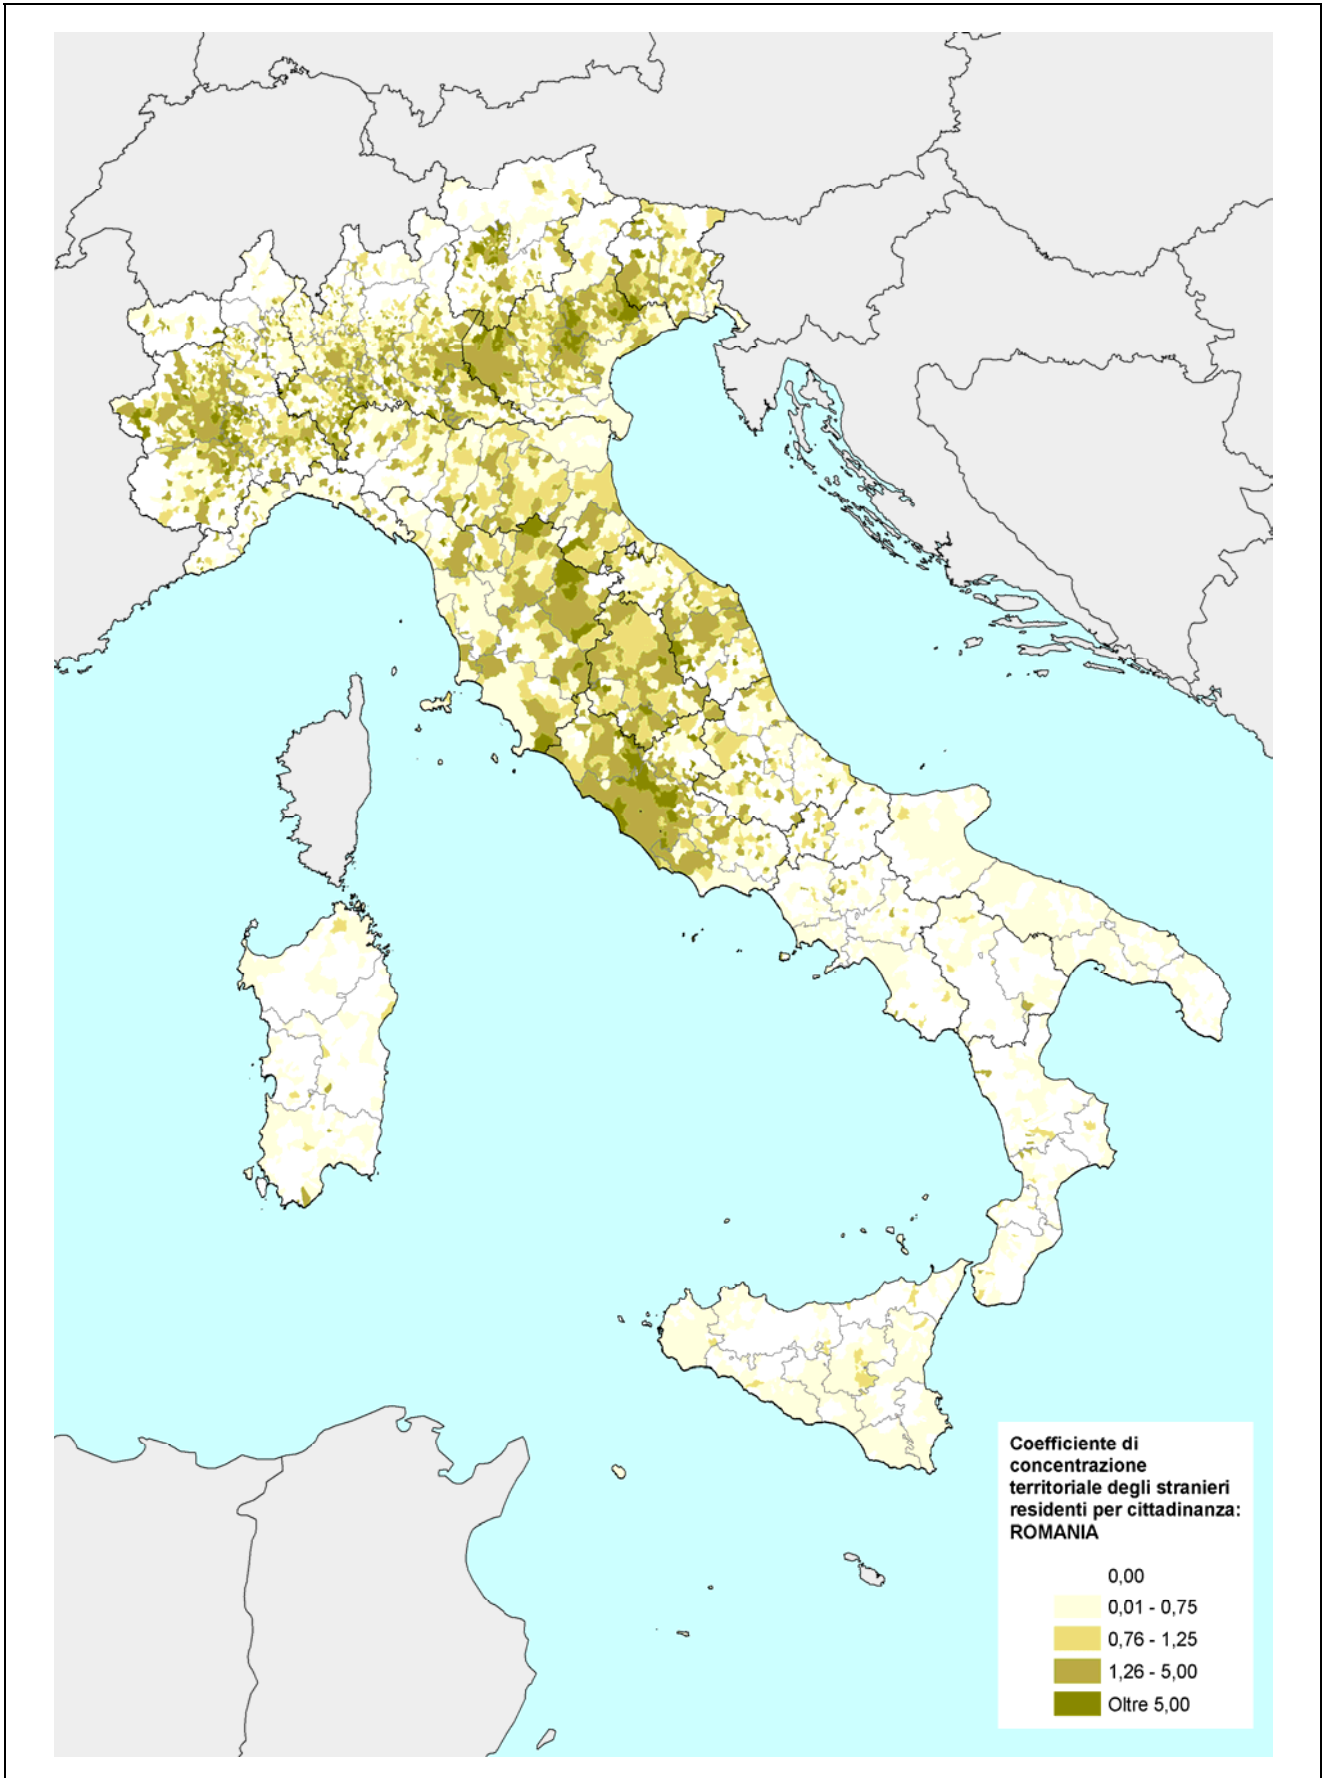 Coefficiente di
concentrazione
territoriale degli stranieri
residenti per cittadinanza:
ROMANIA
0,00
0,01 - 0,75
0,76 - 1,25
1,26 - 5,00
Oltre 5,00